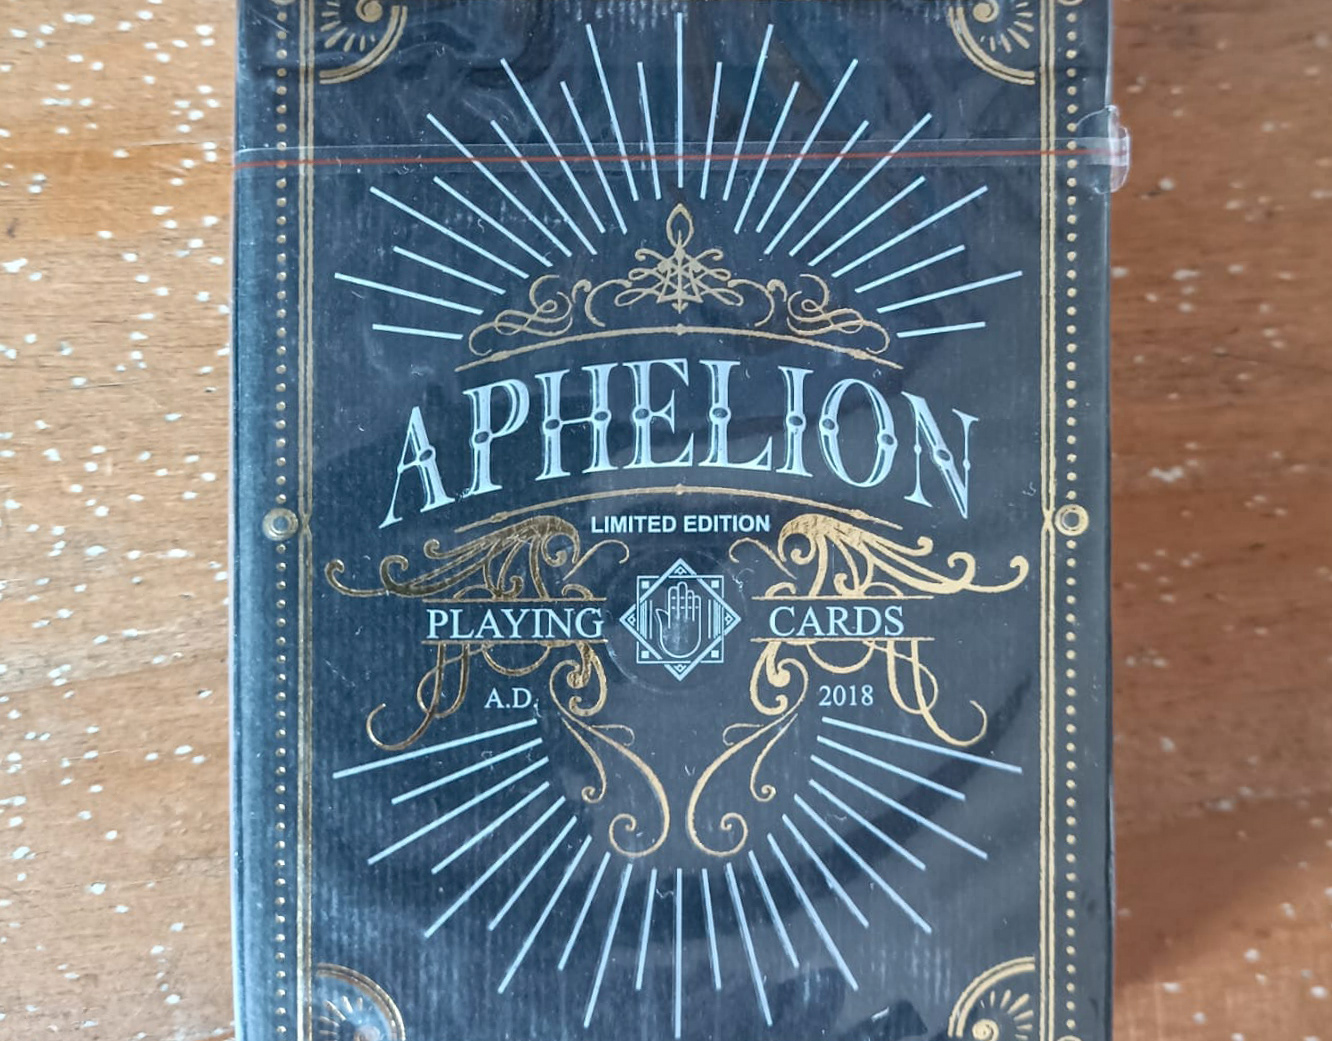 APHELION
LIMITED EDITION
PLAYING CARDS
A.D. 2018